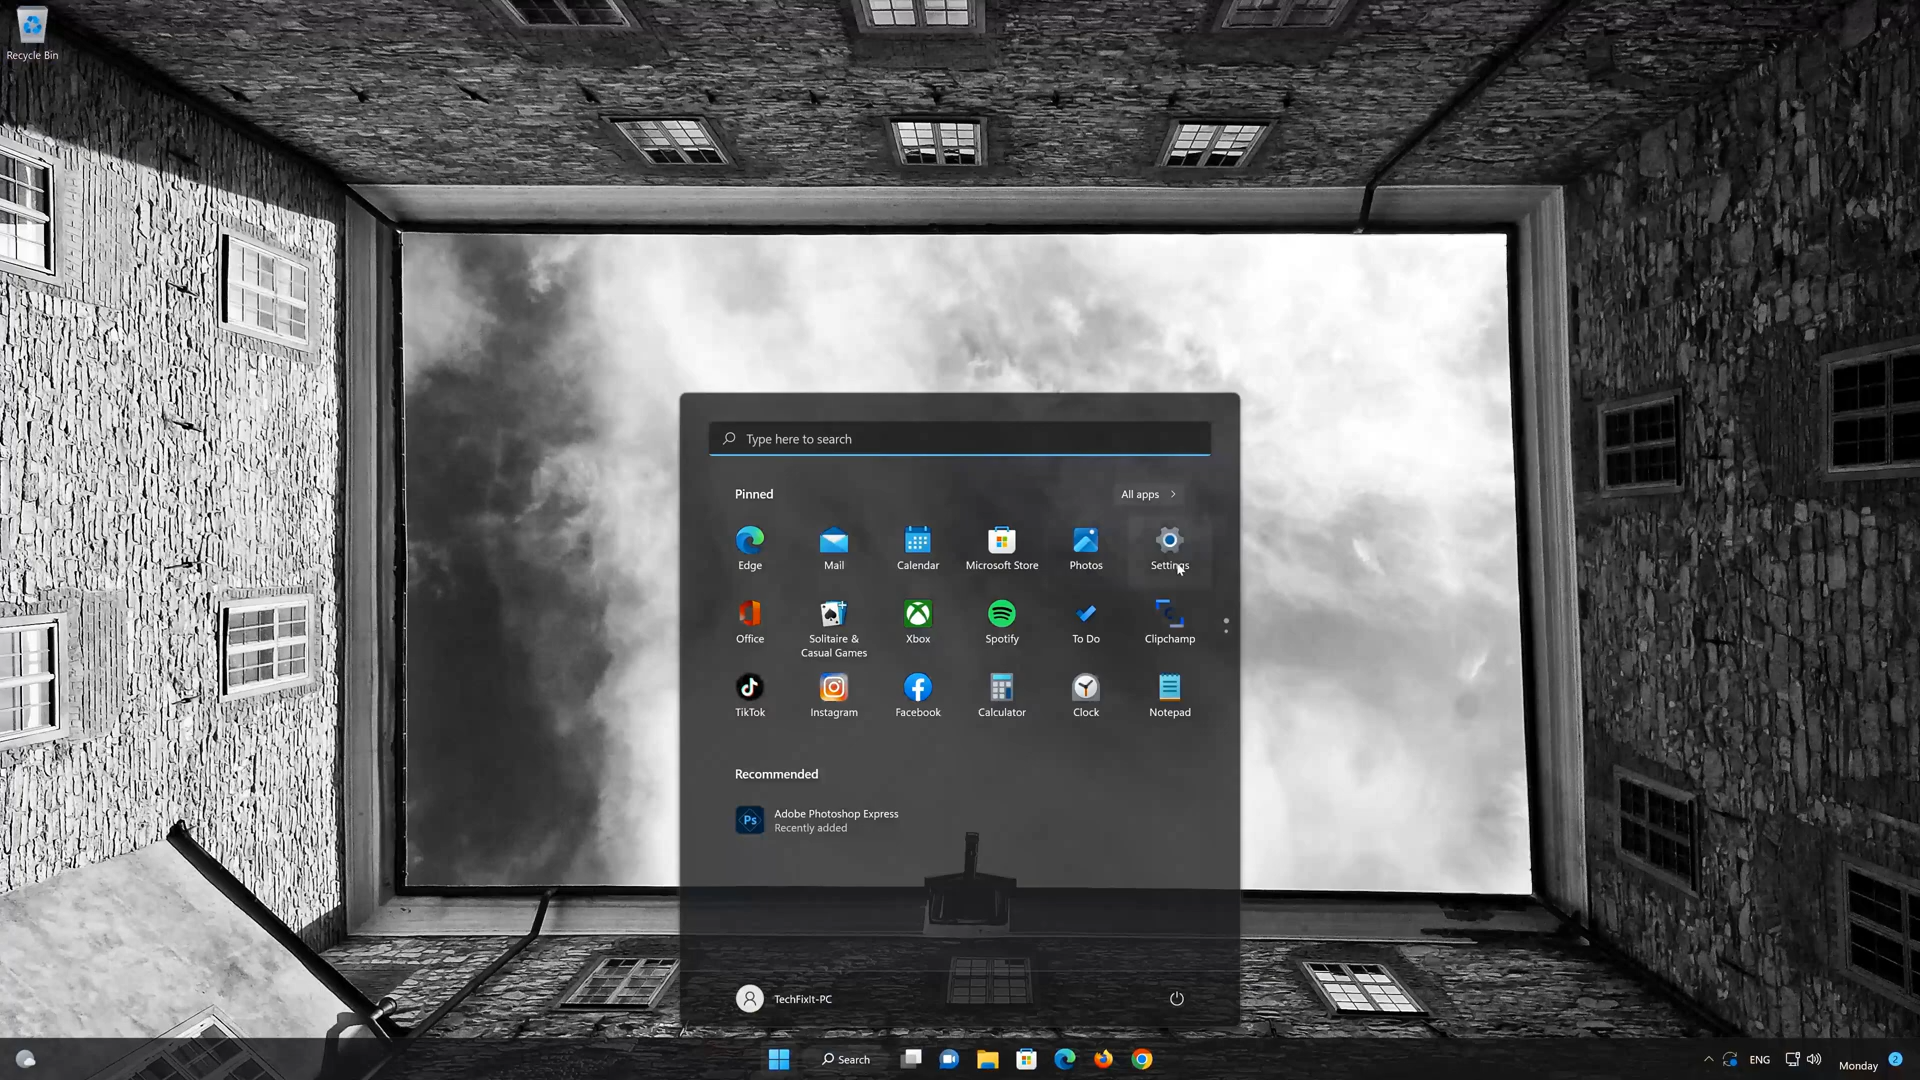 Recycle Bin
Type here to search
Pinned
All apps
Edge
Mail
Calendar
Microsoft Store
Photos
Settings
Office
Solitaire &
Casual Games
Xbox
Spotify
To Do
Clipchamp
TikTok
Instagram
Facebook
Calculator
Clock
Notepad
Recommended
Ps
Adobe Photoshop Express
Recently added
TechFixIt-PC
Search
ENG
Monday
2